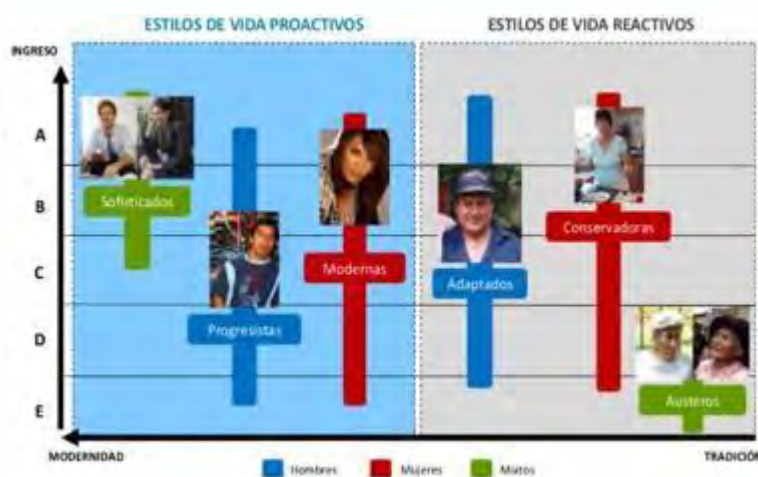 ESTILOS DE VIDA PROACTIVOS
ESTILOS DE VIDA REACTIVOS
INGRESO
A
B
C
D
E
Sofisticados
Progresistas
Modernas
Adaptados
Conservadoras
Austeros
MODERNIDAD
TRADICIÓN
Hombres
Mujeres
Mixtos